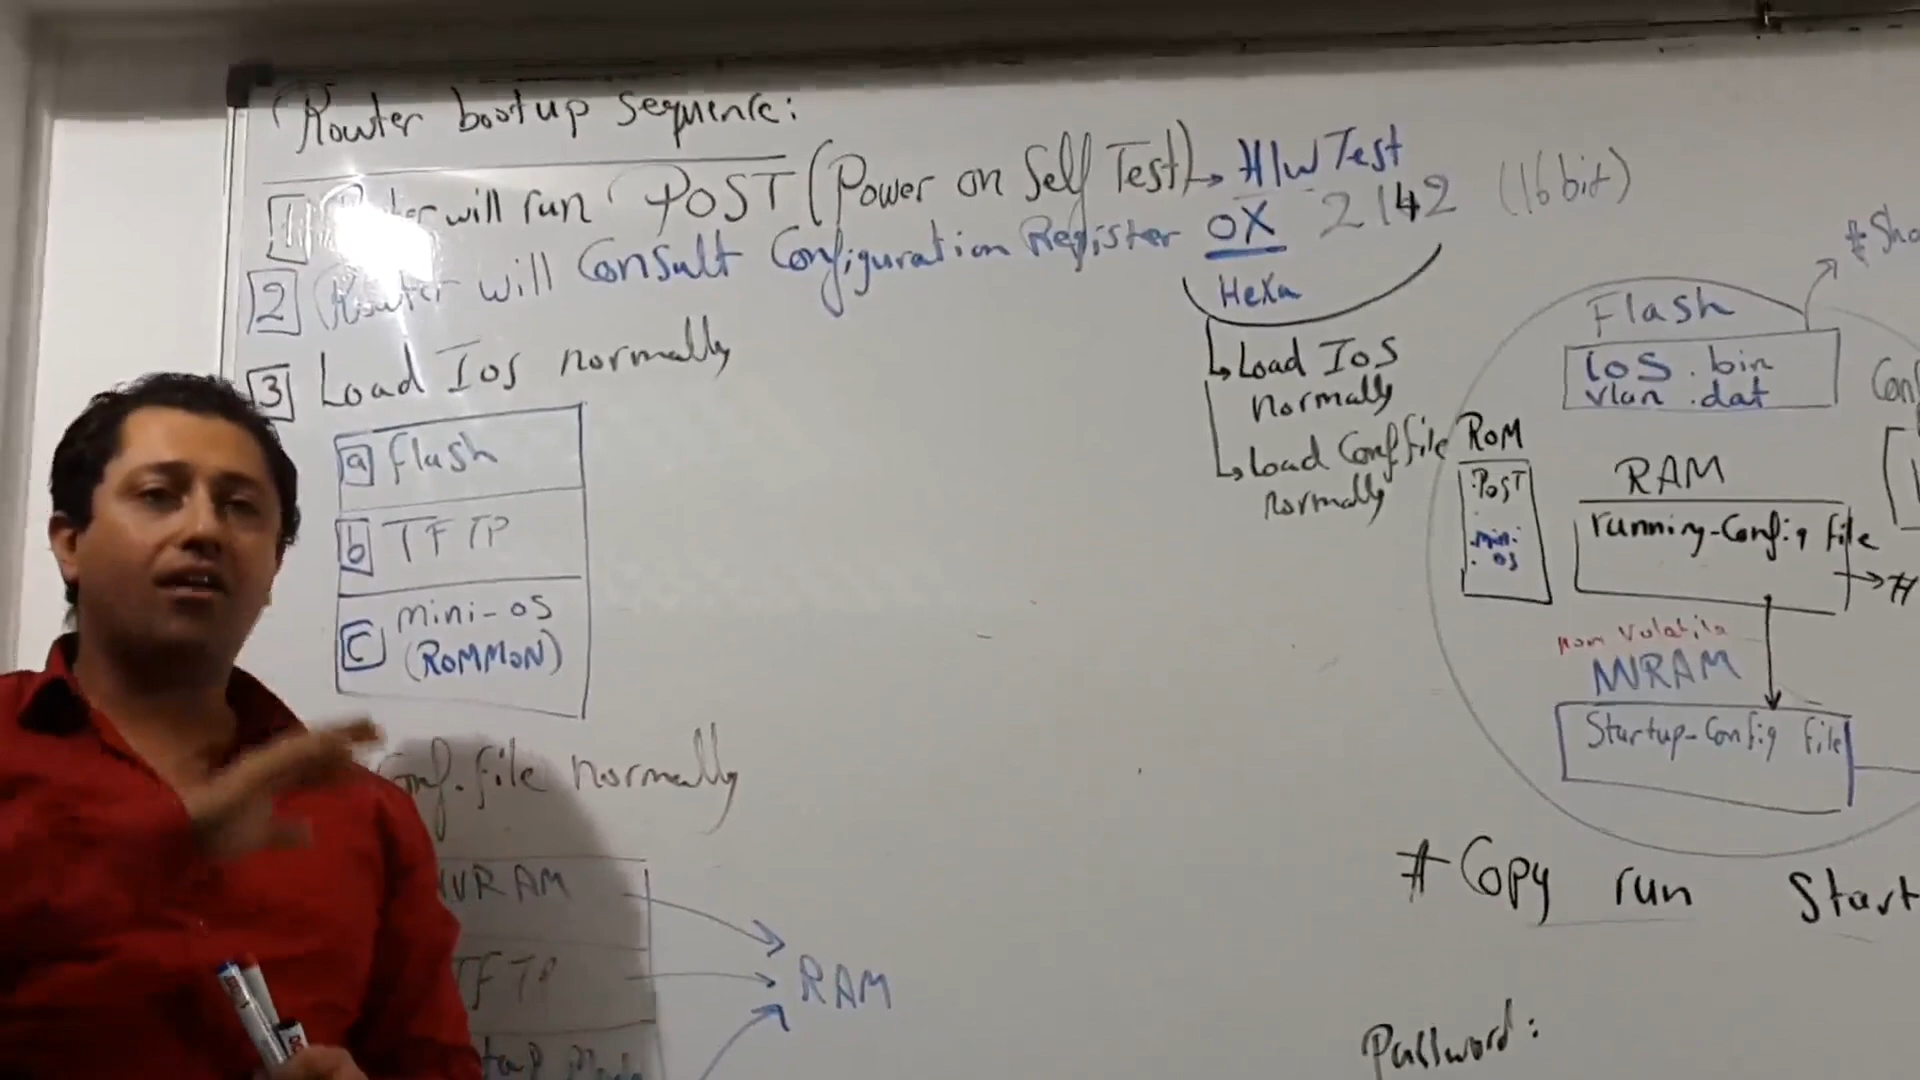 Router bootup sequence:
1 Router will run POST (Power on Self Test) → H/w Test
2 Router will Consult Configuration Register 0X 2142 (16 bit)
Hexa
Load IOS
normally
Load Conf file
normally
3 Load Ios normally
a flash
b TFTP
c mini-os
(ROMMON)
Conf. file normally
NVRAM
TFTP
RAM
# Sho
Flash
IOS .bin
vlan .dat
Conf
ROM
.POST
.mini.
. os
RAM
running-Config file
#
non Volatile
NVRAM
Startup-Config file
# Copy run Start
Password: